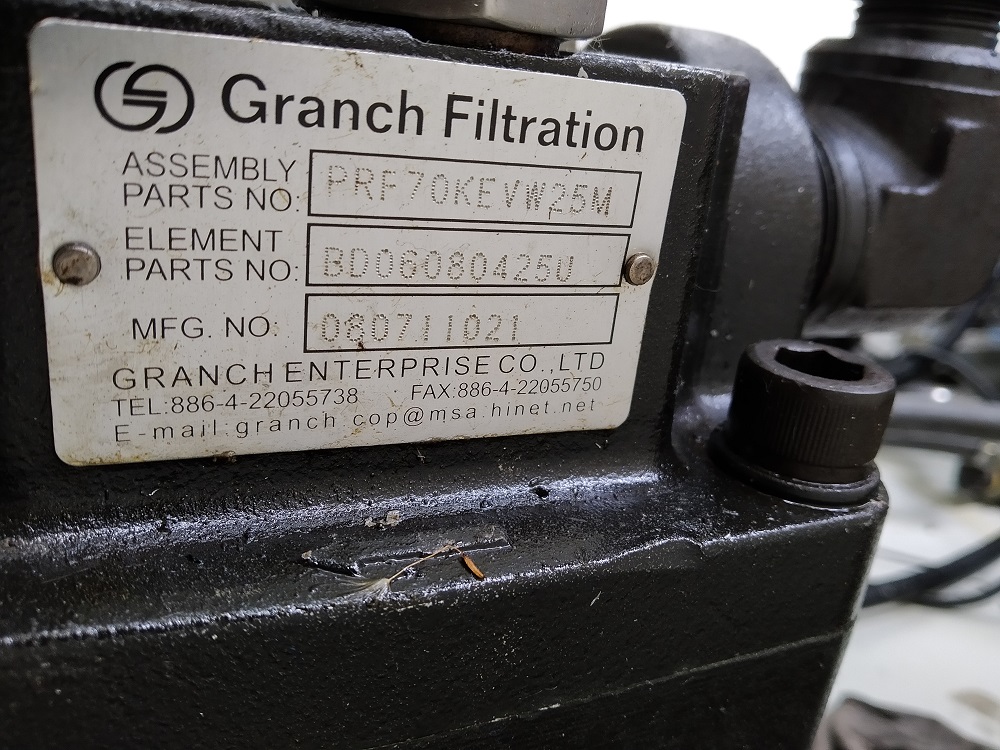 Granch Filtration
ASSEMBLY PARTS NO: PRF70KEVW25M
ELEMENT PARTS NO: BD06080425U
MFG. NO: 080711021
GRANCH ENTERPRISE CO.,LTD
TEL:886-4-22055738 FAX:886-4-22055750
E-mail:granch cop@msa.hinet.net